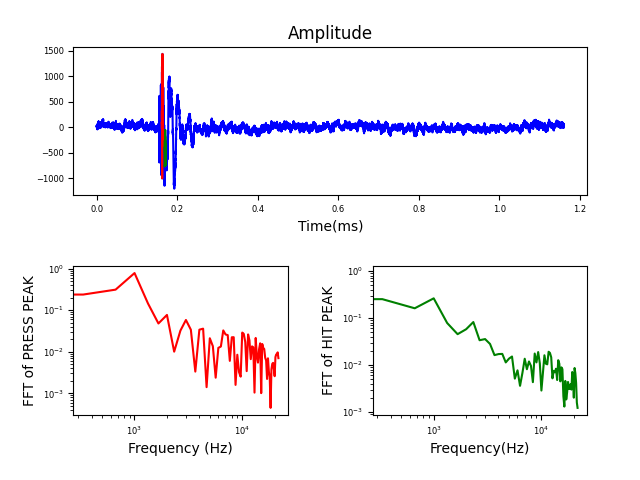 Amplitude
1500
1000
500
0
−500
−1000
0.0 0.2 0.4 0.6 0.8 1.0 1.2
Time(ms)
FFT of PRESS PEAK
10⁰
10⁻¹
10⁻²
10⁻³
10³ 10⁴
Frequency (Hz)
FFT of HIT PEAK
10⁰
10⁻¹
10⁻²
10⁻³
10³ 10⁴
Frequency(Hz)